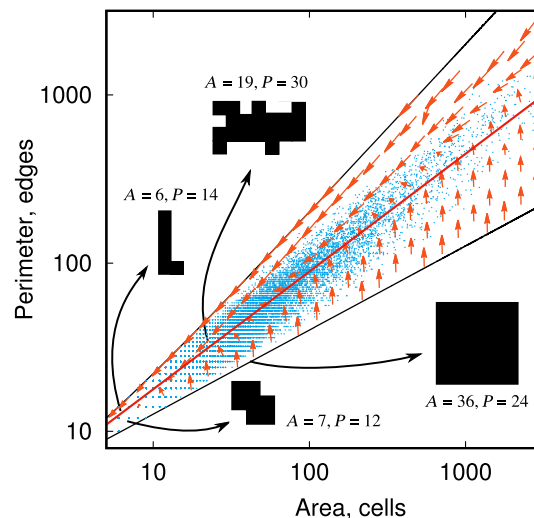 1000
A = 19, P = 30
A = 6, P = 14
Perimeter, edges
100
A = 36, P = 24
A = 7, P = 12
10
10
100
1000
Area, cells